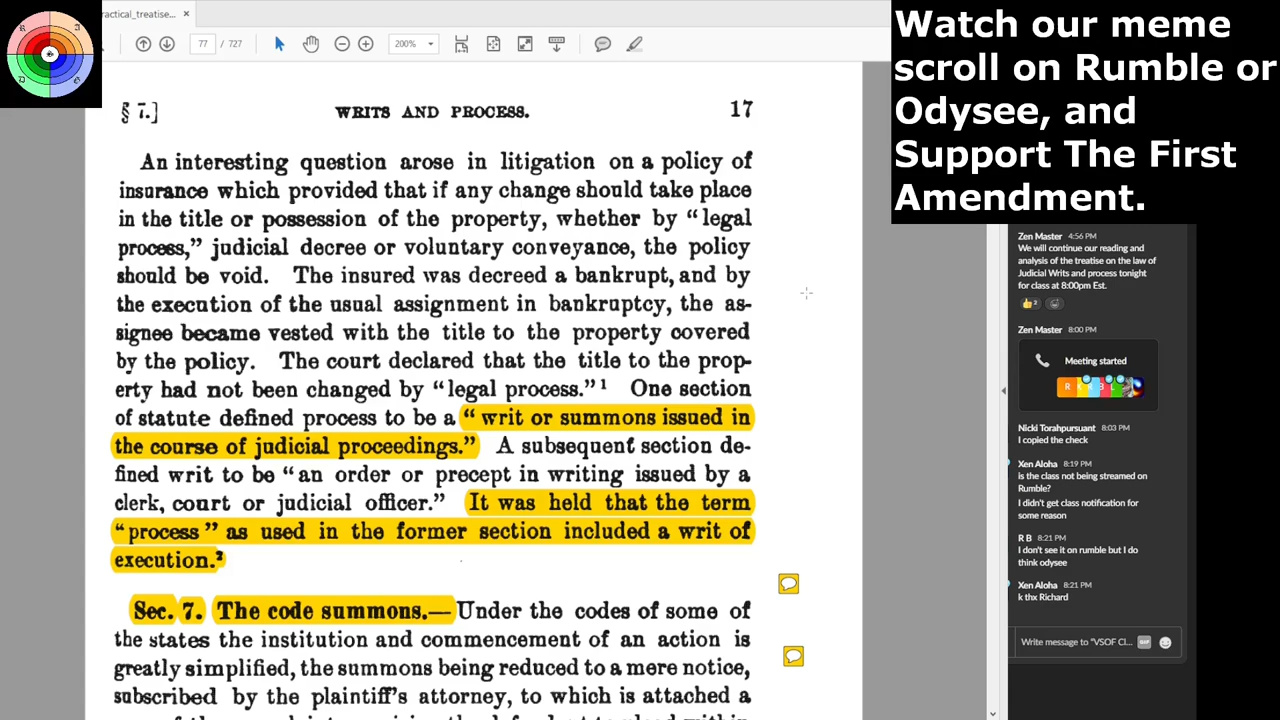 ractical_treatise...
77 / 727
200%
Watch our meme
scroll on Rumble or
Odysee, and
Support The First
Amendment.
§ 7.]
WRITS AND PROCESS.
17
An interesting question arose in litigation on a policy of
insurance which provided that if any change should take place
in the title or possession of the property, whether by “legal
process,” judicial decree or voluntary conveyance, the policy
should be void. The insured was decreed a bankrupt, and by
the execution of the usual assignment in bankruptcy, the as-
signee became vested with the title to the property covered
by the policy. The court declared that the title to the prop-
erty had not been changed by “legal process.” ¹ One section
of statute defined process to be a “writ or summons issued in
the course of judicial proceedings.” A subsequent section de-
fined writ to be “an order or precept in writing issued by a
clerk, court or judicial officer.” It was held that the term
“process” as used in the former section included a writ of
execution.²
Sec. 7. The code summons.— Under the codes of some of
the states the institution and commencement of an action is
greatly simplified, the summons being reduced to a mere notice,
subscribed by the plaintiff’s attorney, to which is attached a
Zen Master 4:56 PM
We will continue our reading and
analysis of the treatise on the law of
Judicial Writs and process tonight
for class at 8:00pm Est.
2
Zen Master 8:00 PM
Meeting started
Nicki Torahpursuant 8:03 PM
I copied the check
Xen Aloha 8:19 PM
is the class not being streamed on
Rumble?
I didn't get class notification for
some reason
R B 8:21 PM
I don't see it on rumble but I do
think odysee
Xen Aloha 8:21 PM
k thx Richard
Write message to "VSOF Cl...